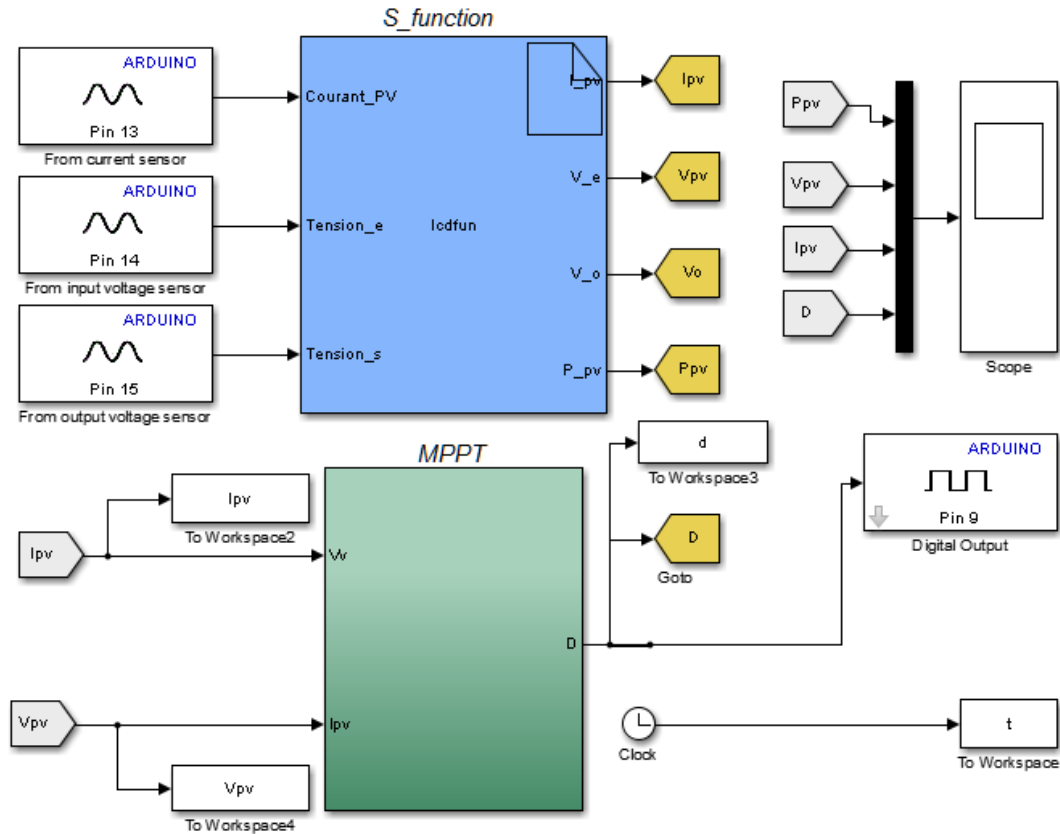 S_function
ARDUINO
Pin 13
From current sensor
ARDUINO
Pin 14
From input voltage sensor
ARDUINO
Pin 15
From output voltage sensor
Courant_PV
Tension_e
Tension_s
lcdfun
I_pv
V_e
V_o
P_pv
Ipv
Vpv
Vo
Ppv
Ppv
Vpv
Ipv
D
Scope
MPPT
Ipv
To Workspace2
Ipv
Vpv
Vpv
To Workspace4
Ipv
D
d
To Workspace3
D
Goto
ARDUINO
Pin 9
Digital Output
Clock
t
To Workspace